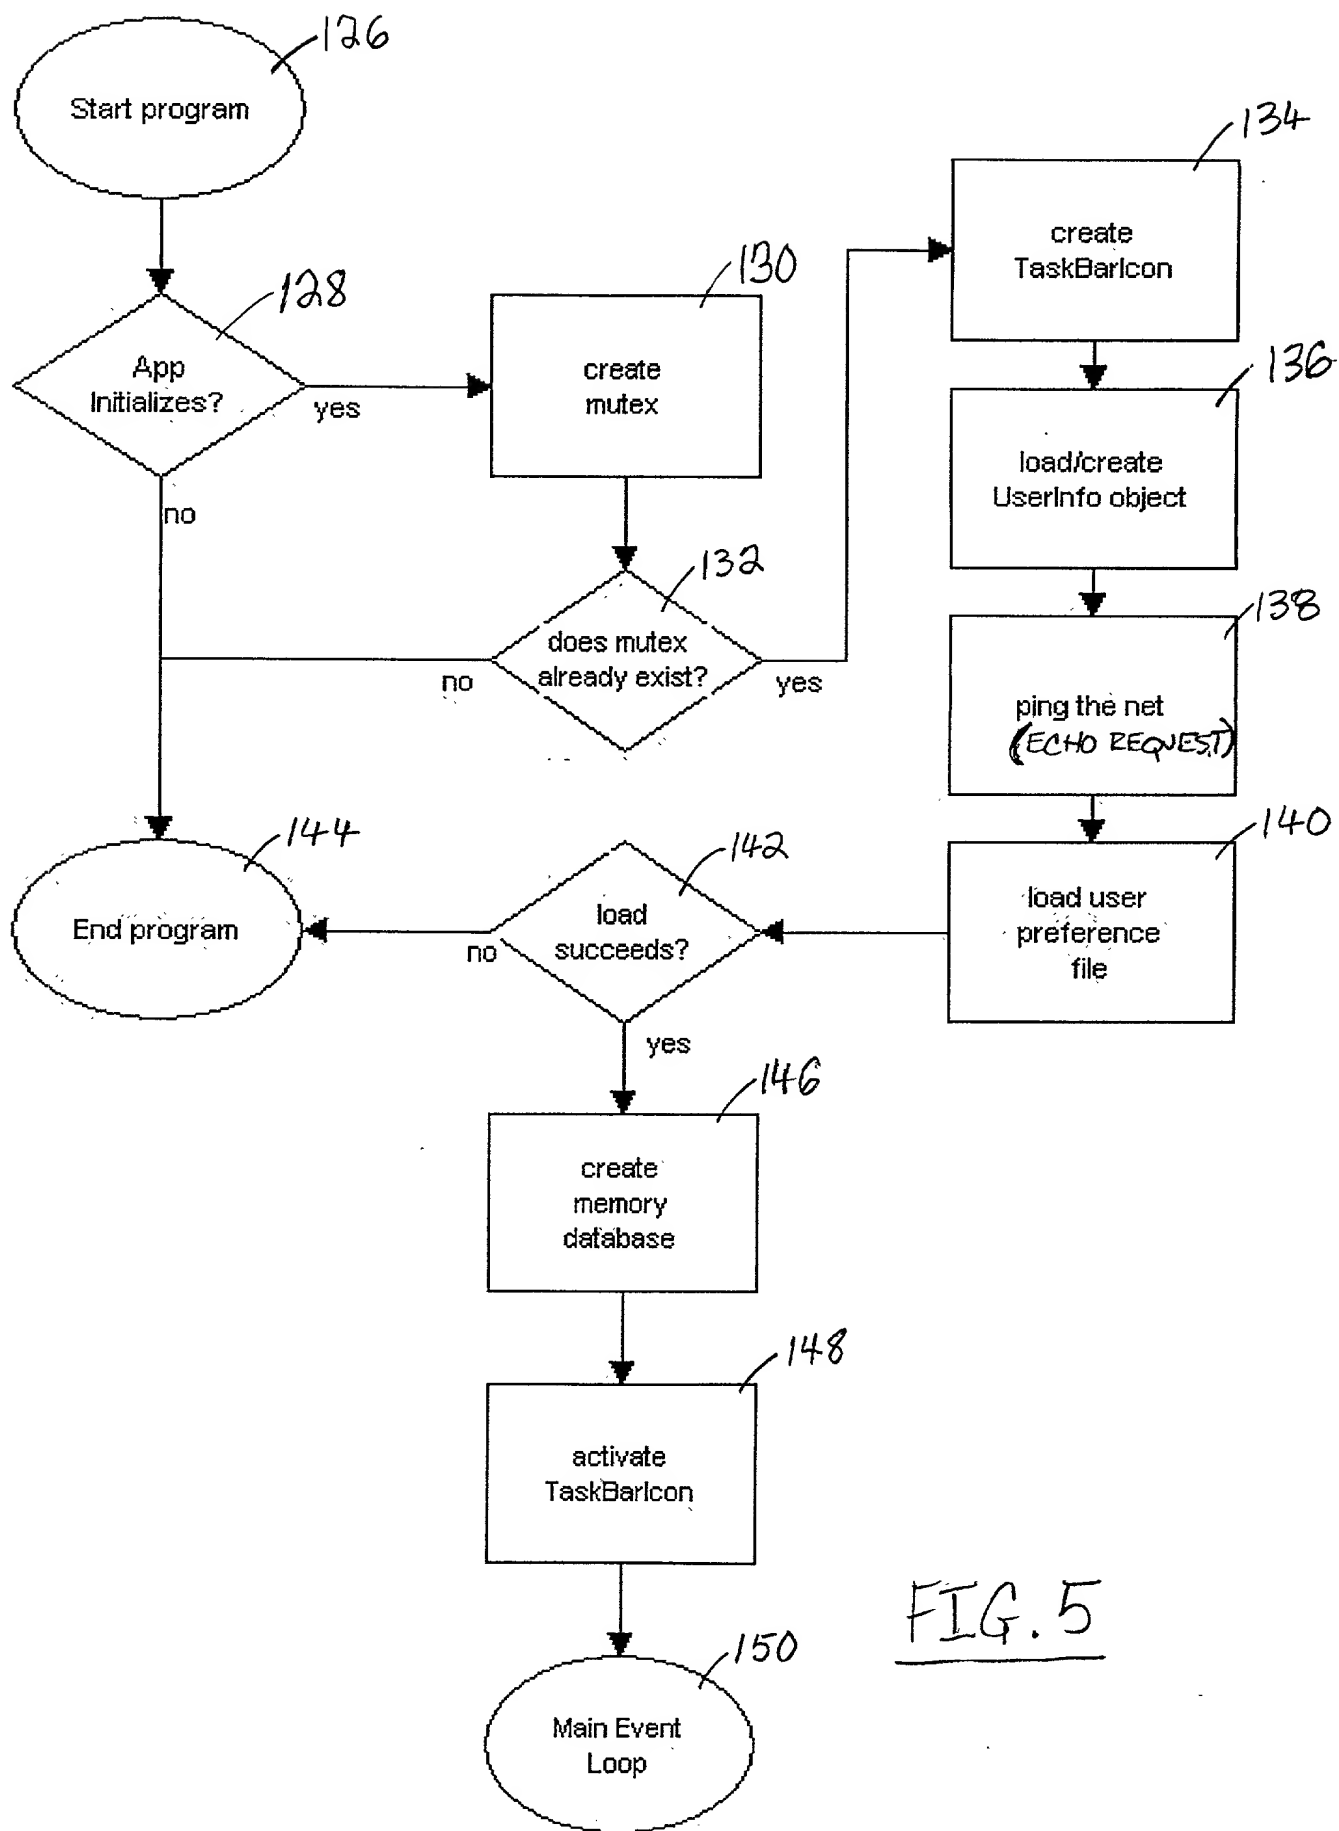 126
Start program
134
create
TaskBarIcon
130
128
create
mutex
App
Initializes?
yes
136
load/create
UserInfo object
no
132
does mutex
already exist?
no
yes
138
ping the net
(ECHO REQUEST)
144
142
140
End program
load
succeeds?
no
load user
preference
file
yes
146
create
memory
database
148
activate
TaskBarIcon
FIG. 5
150
Main Event
Loop